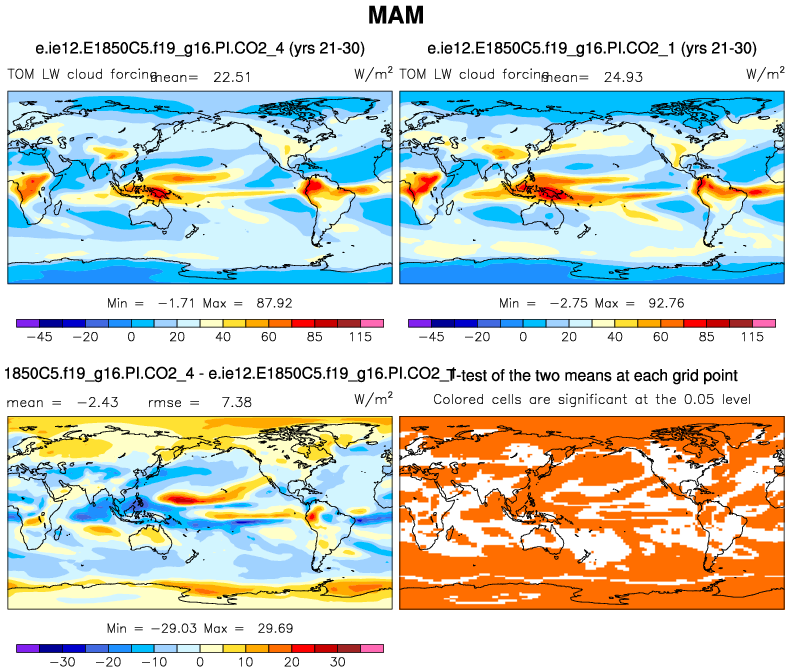 MAM
e.ie12.E1850C5.f19_g16.PI.CO2_4 (yrs 21-30)
TOM LW cloud forcing mean= 22.51 W/m²
e.ie12.E1850C5.f19_g16.PI.CO2_1 (yrs 21-30)
TOM LW cloud forcing mean= 24.93 W/m²
Min = −1.71 Max = 87.92
−45 −20 0 20 40 60 85 115
Min = −2.75 Max = 92.76
−45 −20 0 20 40 60 85 115
1850C5.f19_g16.PI.CO2_4 - e.ie12.E1850C5.f19_g16.PI.CO2_
mean = −2.43 rmse = 7.38 W/m²
T-test of the two means at each grid point
Colored cells are significant at the 0.05 level
Min = −29.03 Max = 29.69
−30 −20 −10 0 10 20 30